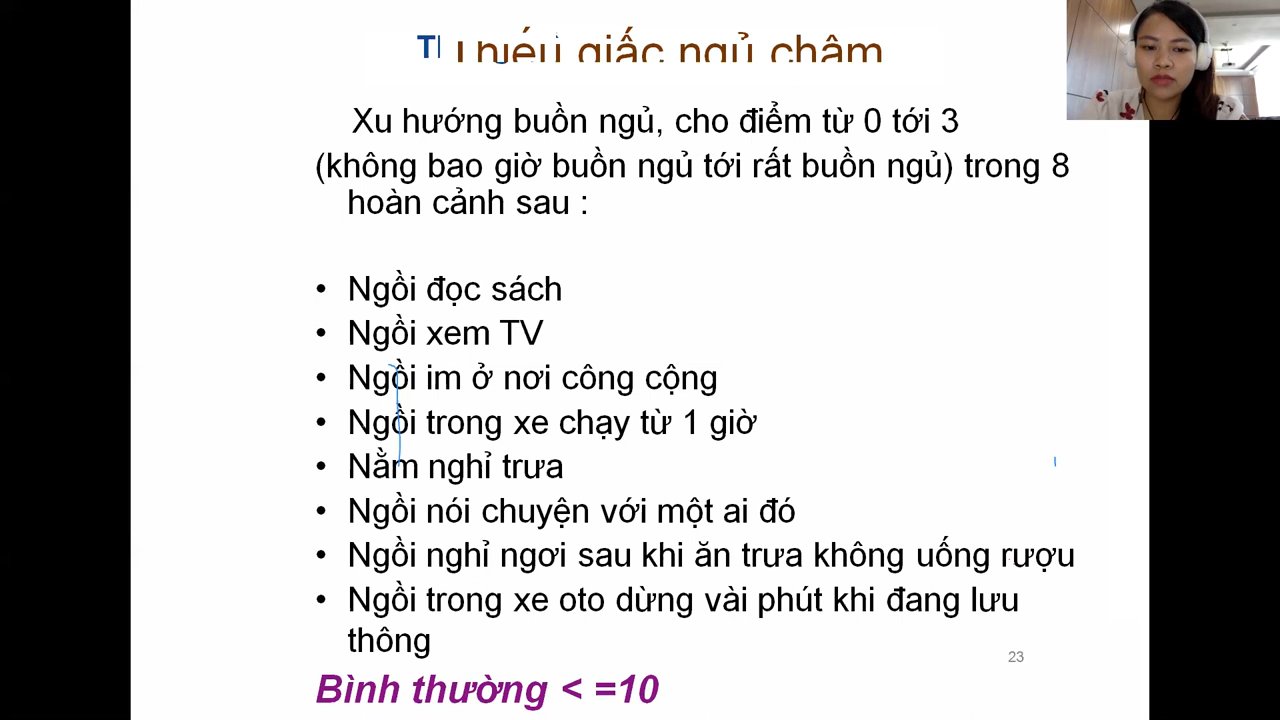 giấc ngủ
Xu hướng buồn ngủ, cho điểm từ 0 tới 3
(không bao giờ buồn ngủ tới rất buồn ngủ) trong 8
hoàn cảnh sau :
• Ngồi đọc sách
• Ngồi xem TV
• Ngồi im ở nơi công cộng
• Ngồi trong xe chạy từ 1 giờ
• Nằm nghỉ trưa
• Ngồi nói chuyện với một ai đó
• Ngồi nghỉ ngơi sau khi ăn trưa không uống rượu
• Ngồi trong xe oto dừng vài phút khi đang lưu
thông
23
Bình thường < =10